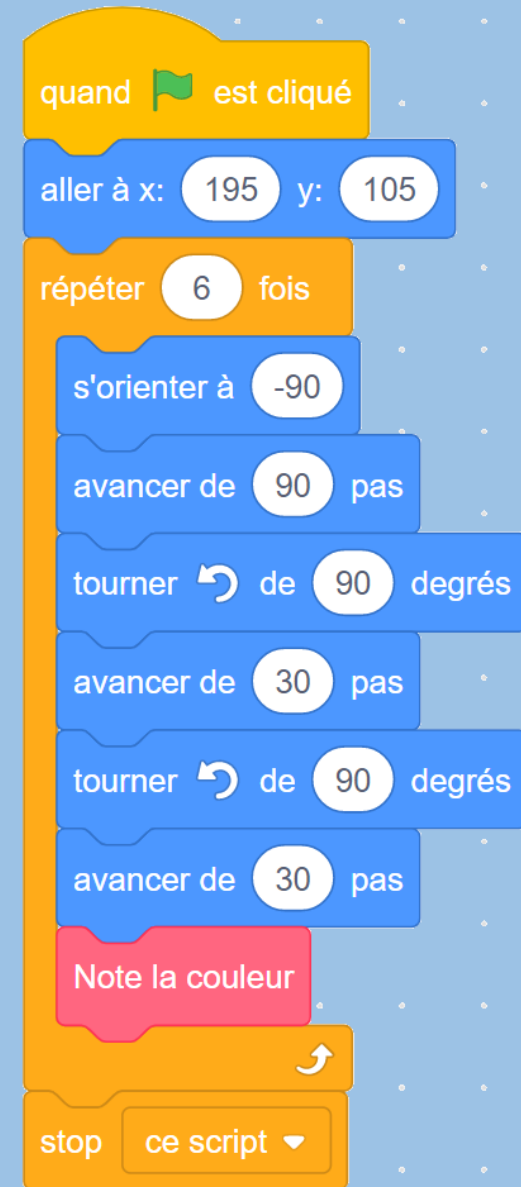 quand est cliqué
aller à x: 195 y: 105
répéter 6 fois
s'orienter à -90
avancer de 90 pas
tourner de 90 degrés
avancer de 30 pas
tourner de 90 degrés
avancer de 30 pas
Note la couleur
stop ce script